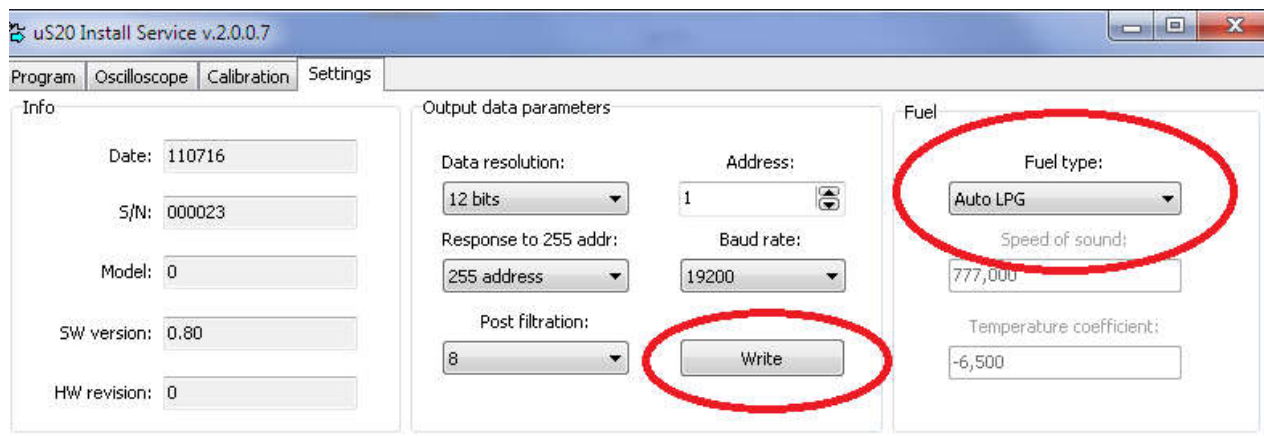 uS20 Install Service v.2.0.0.7
Program Oscilloscope Calibration Settings
Info
Date: 110716
S/N: 000023
Model: 0
SW version: 0.80
HW revision: 0
Output data parameters
Data resolution: Address:
12 bits 1
Response to 255 addr: Baud rate:
255 address 19200
Post filtration:
8 Write
Fuel
Fuel type:
Auto LPG
Speed of sound:
777,000
Temperature coefficient:
-6,500